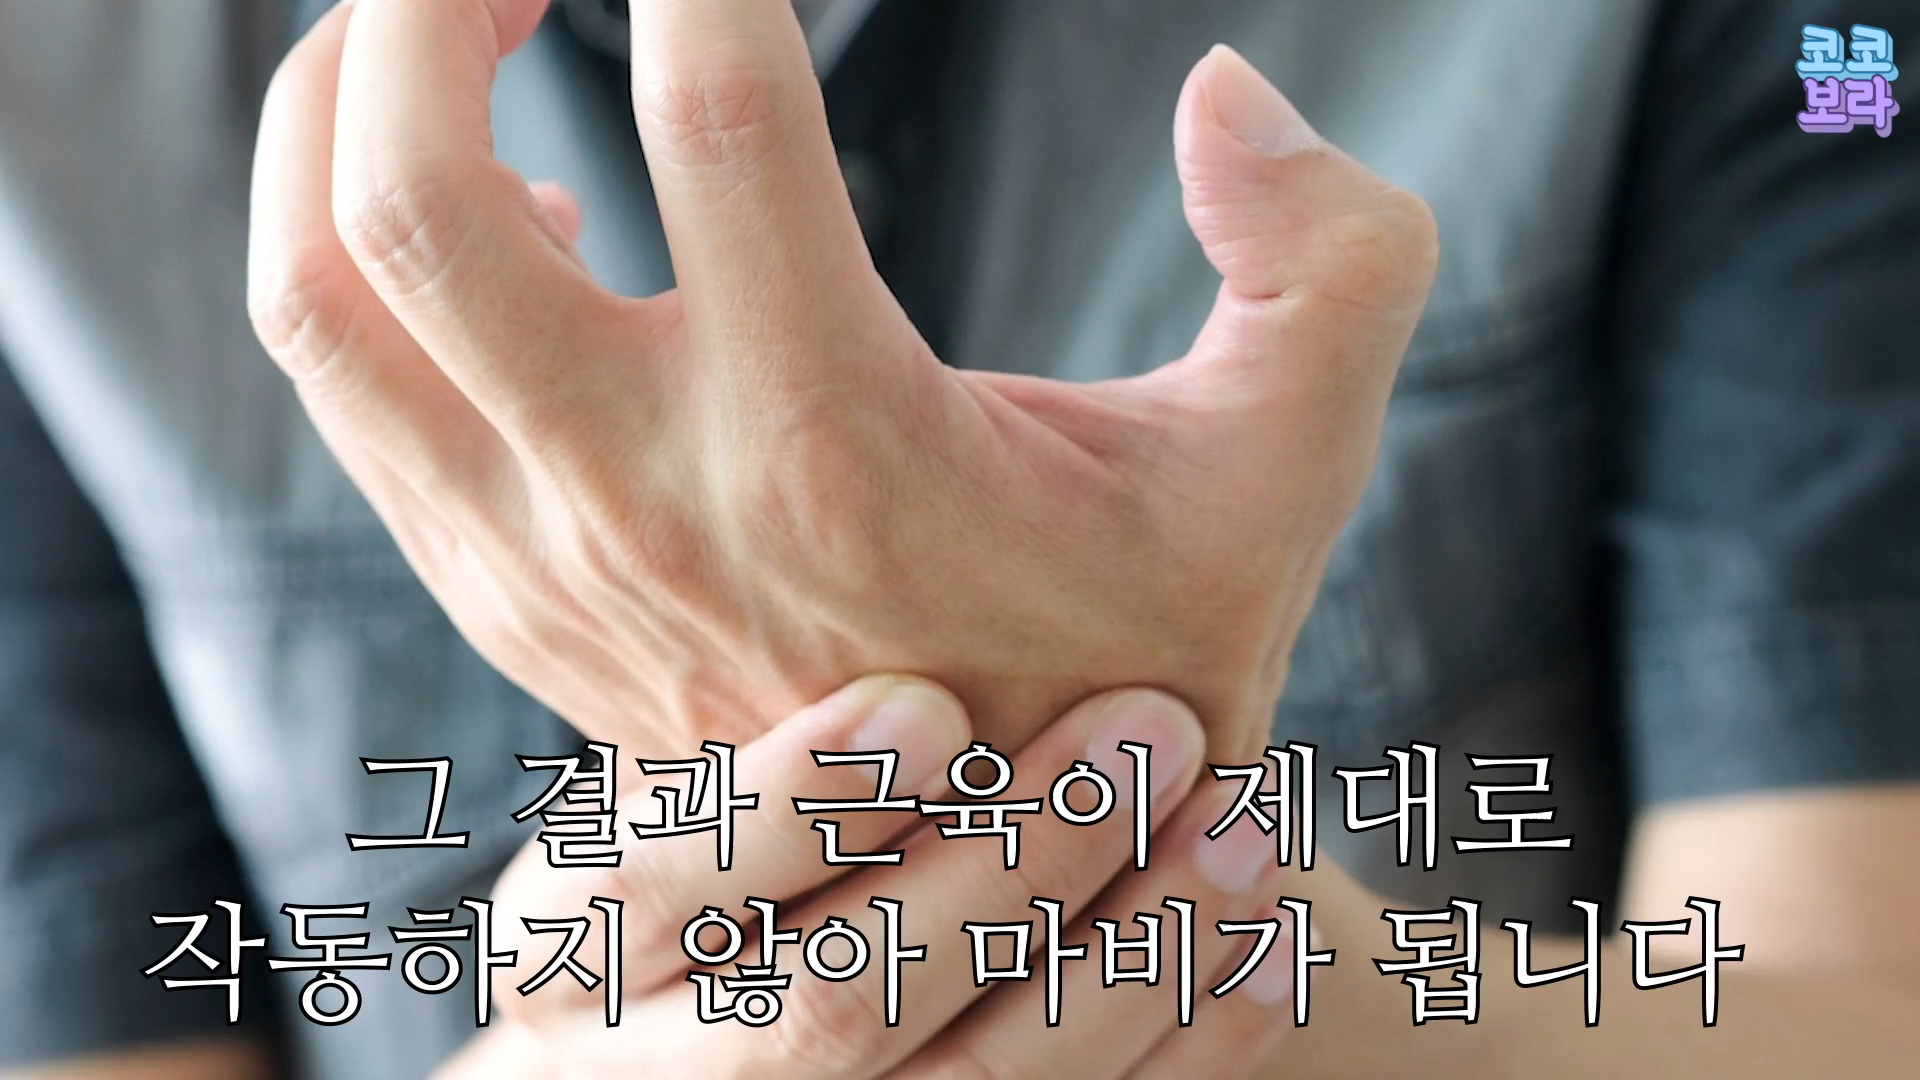 코코
보라
그 결과 근육이 제대로
작동하지 않아 마비가 됩니다